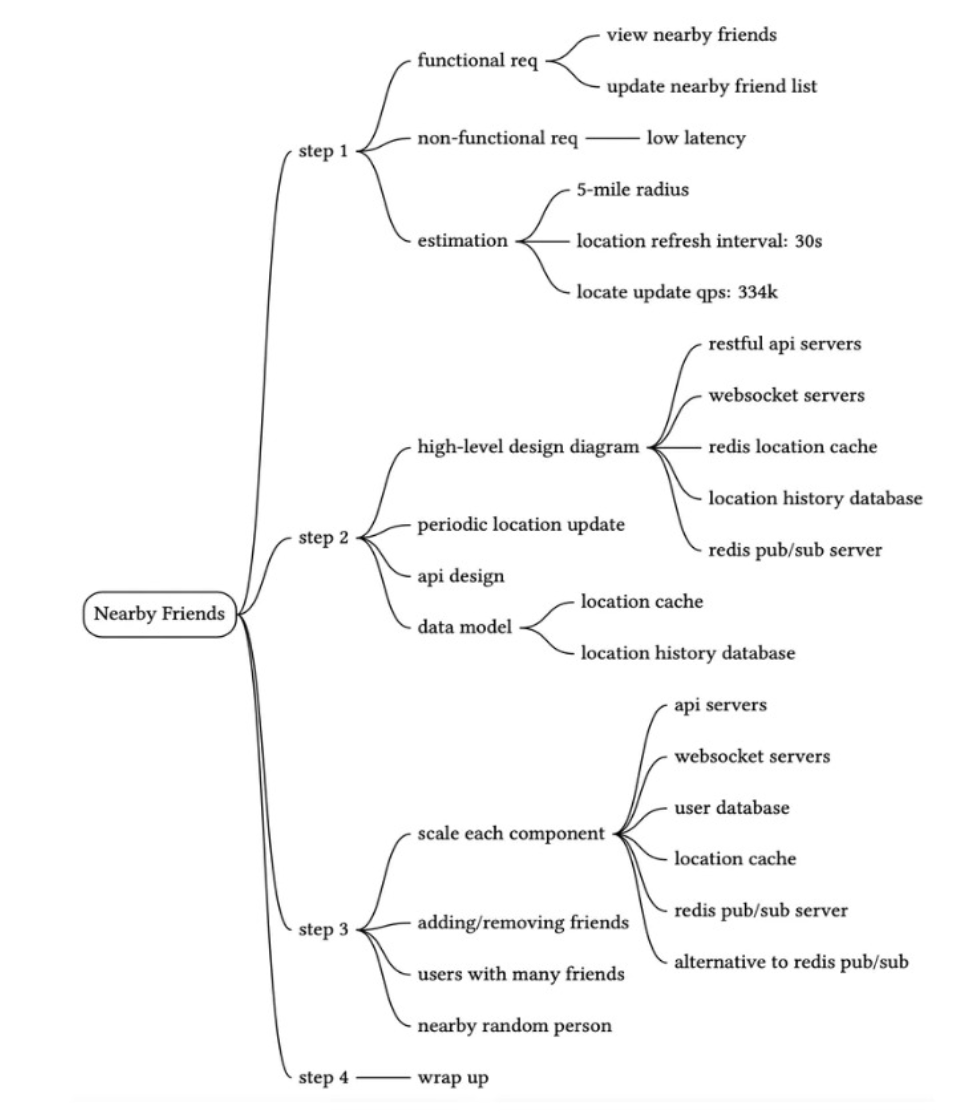 view nearby friends
functional req
update nearby friend list
non-functional req
low latency
step 1
5-mile radius
estimation
location refresh interval: 30s
locate update qps: 334k
restful api servers
websocket servers
high-level design diagram
redis location cache
location history database
periodic location update
step 2
redis pub/sub server
api design
location cache
data model
location history database
Nearby Friends
api servers
websocket servers
user database
scale each component
location cache
redis pub/sub server
adding/removing friends
step 3
alternative to redis pub/sub
users with many friends
nearby random person
step 4
wrap up